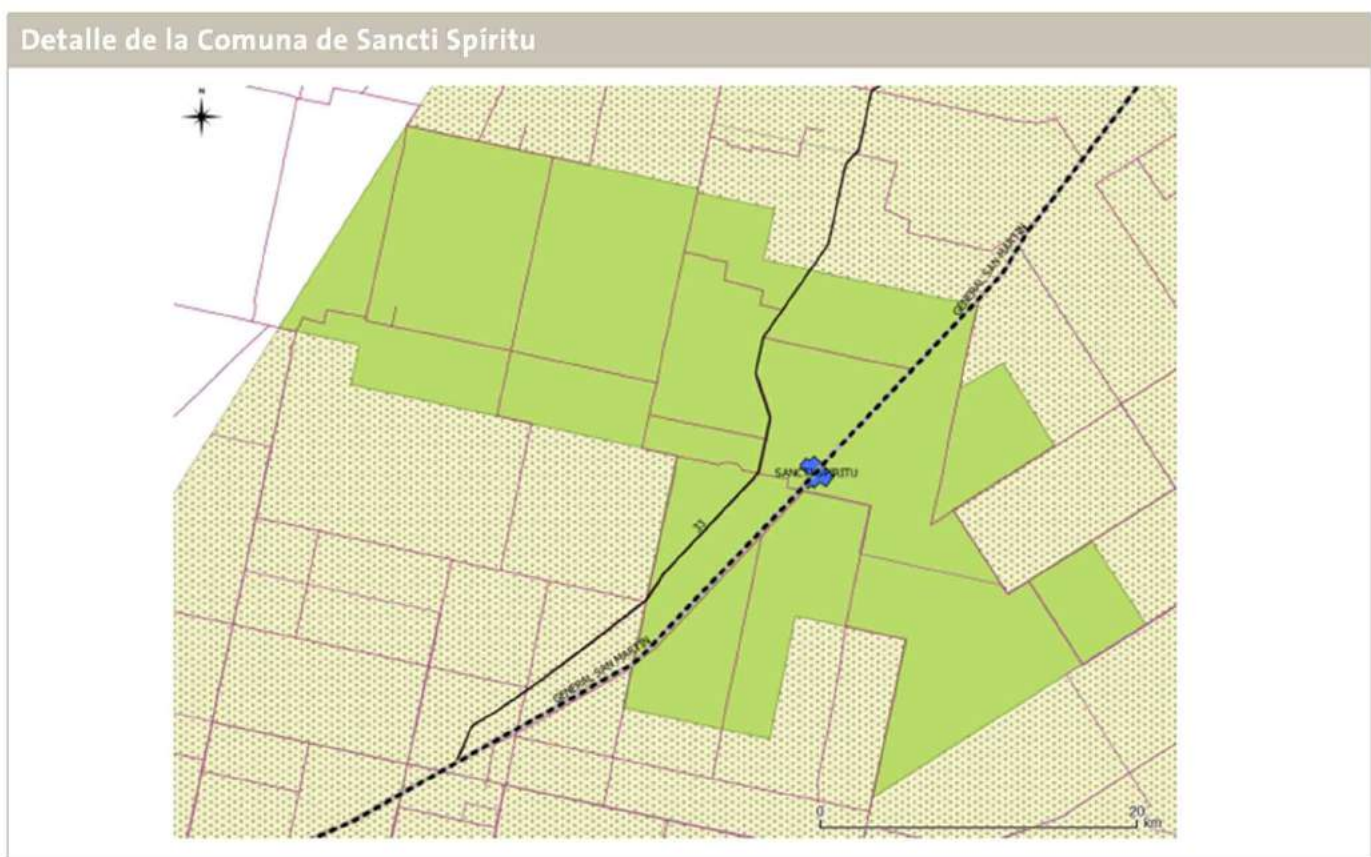 Detalle de la Comuna de Sancti Spíritu
N
GENERAL SAN MARTIN
SANCTI SPIRITU
33
GENERAL SAN MARTIN
0 20
km